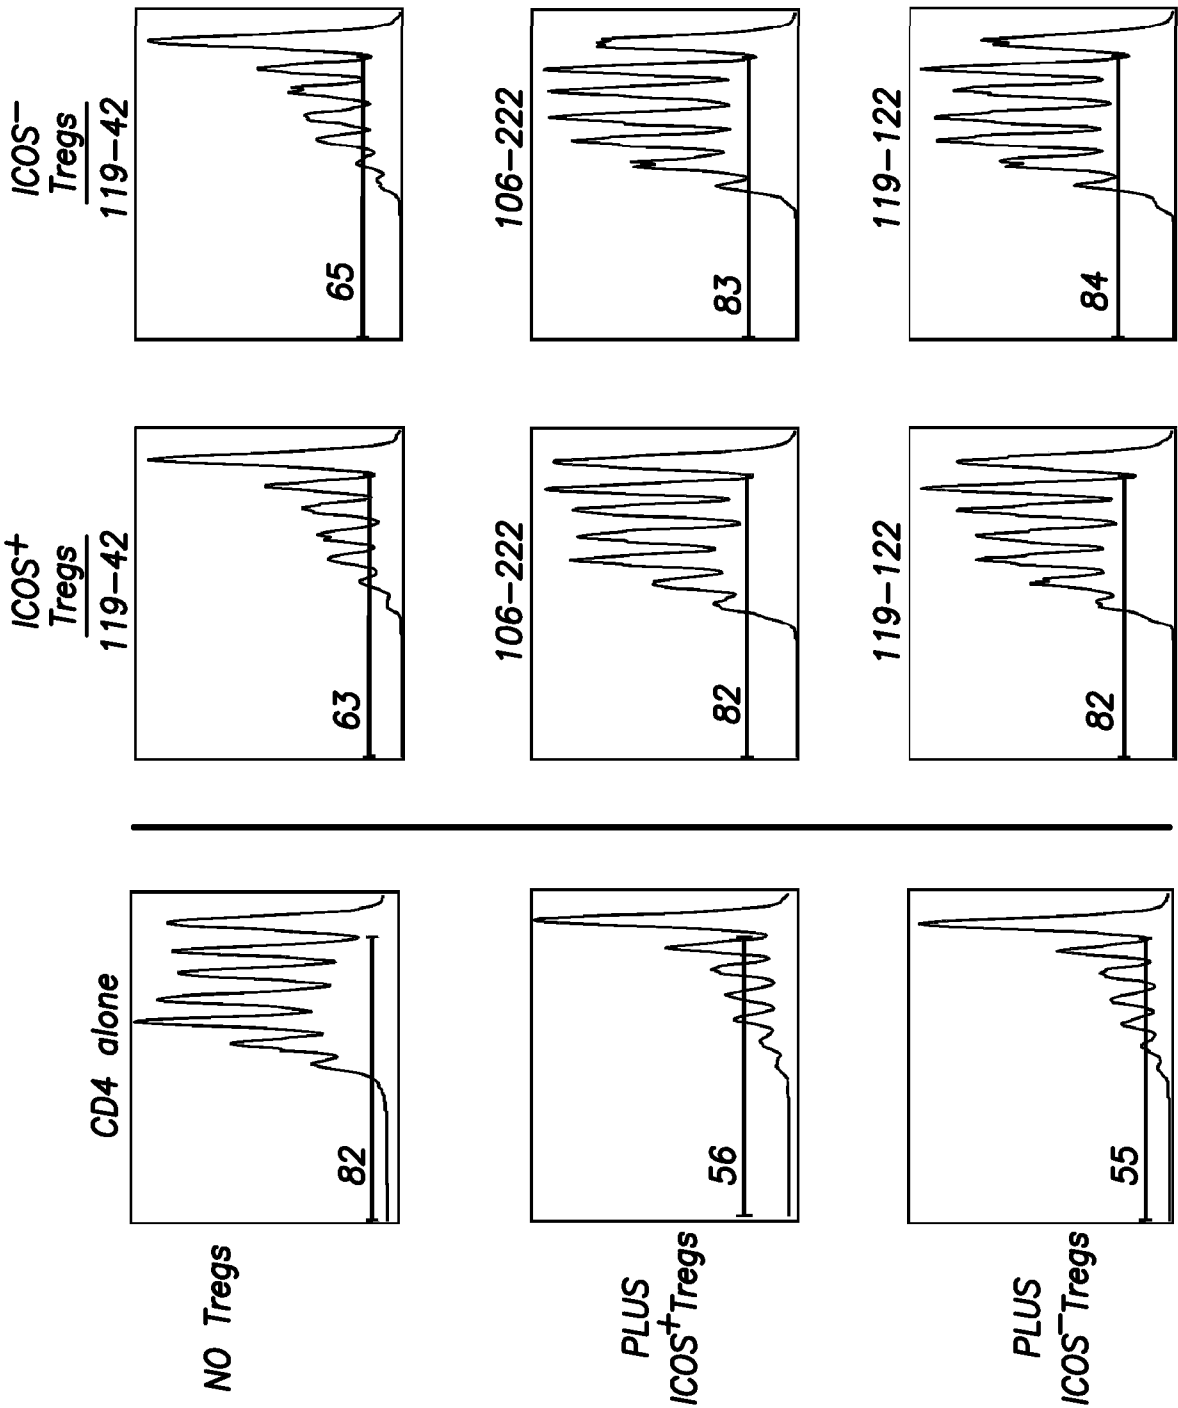 CD4 alone
ICOS+
Tregs
119-42
ICOS-
Tregs
119-42
NO Tregs
82
63
65
106-222
106-222
PLUS
ICOS+Tregs
56
82
83
119-122
119-122
PLUS
ICOS-Tregs
55
82
84